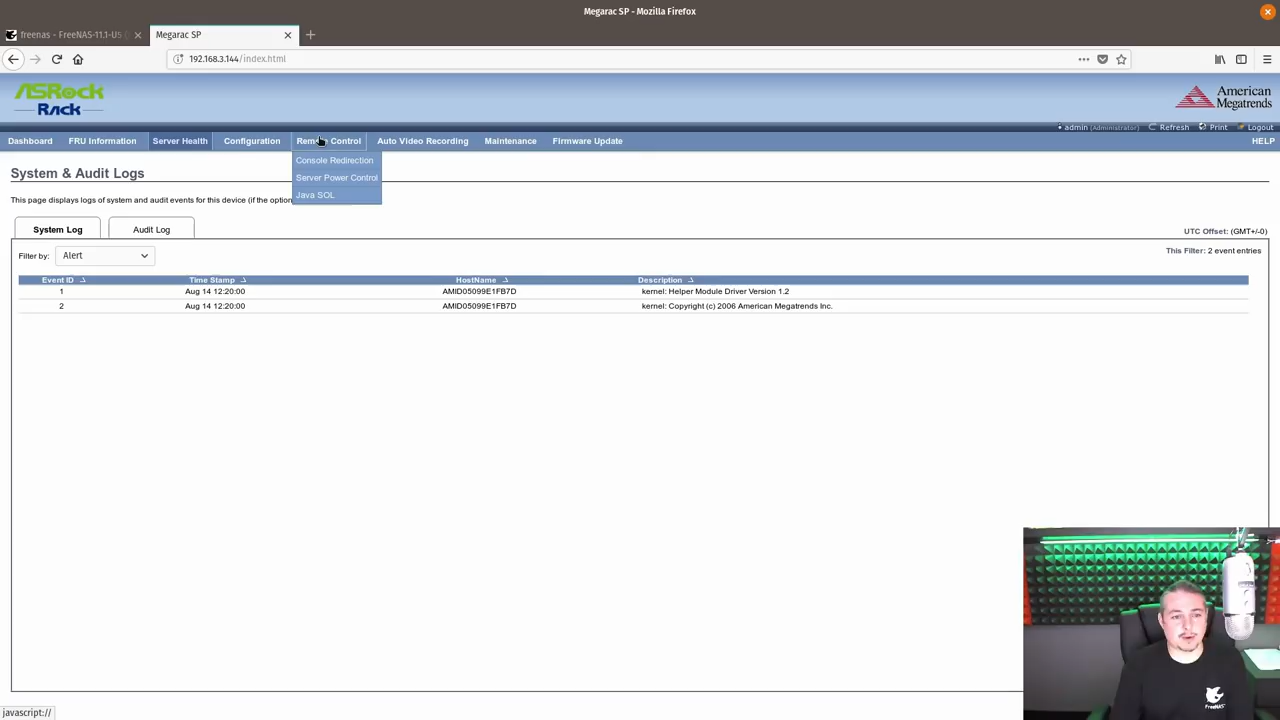 Megarac SP - Mozilla Firefox
freenas - FreeNAS-11.1-U5
Megarac SP
192.168.3.144/index.html
ASRock
Rack
American
Megatrends
admin (Administrator) Refresh Print Logout
Dashboard FRU Information Server Health Configuration Remote Control Auto Video Recording Maintenance Firmware Update HELP
Console Redirection
Server Power Control
Java SOL
System & Audit Logs
This page displays logs of system and audit events for this device (if the option
System Log Audit Log
UTC Offset: (GMT+/-0)
Filter by: Alert
This Filter: 2 event entries
Event ID Time Stamp HostName Description
1 Aug 14 12:20:00 AMID05099E1FB7D kernel: Helper Module Driver Version 1.2
2 Aug 14 12:20:00 AMID05099E1FB7D kernel: Copyright (c) 2006 American Megatrends Inc.
FreeNAS
javascript://